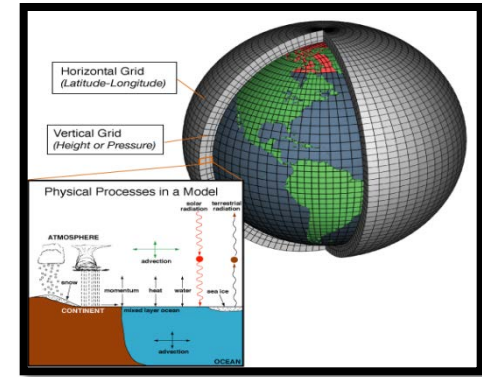 Horizontal Grid
(Latitude-Longitude)
Vertical Grid
(Height or Pressure)
Physical Processes in a Model
solar
radiation
terrestrial
radiation
ATMOSPHERE
advection
snow
momentum
heat
water
sea ice
CONTINENT
mixed layer ocean
advection
OCEAN